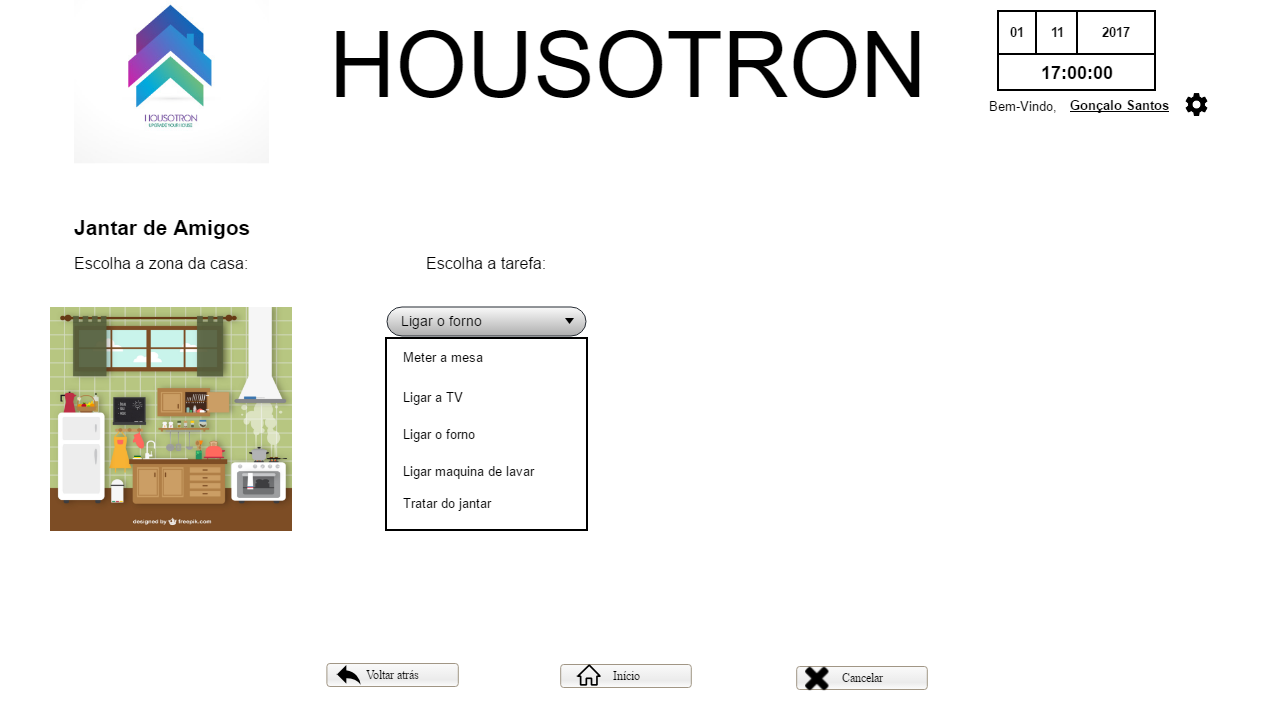 HOUSOTRON
UPGRADE YOUR HOUSE
HOUSOTRON
01 11 2017
17:00:00
Bem-Vindo, Gonçalo Santos
Jantar de Amigos
Escolha a zona da casa:
Escolha a tarefa:
Ligar o forno
Meter a mesa
Ligar a TV
Ligar o forno
Ligar maquina de lavar
Tratar do jantar
designed by freepik.com
Voltar atrás
Início
Cancelar